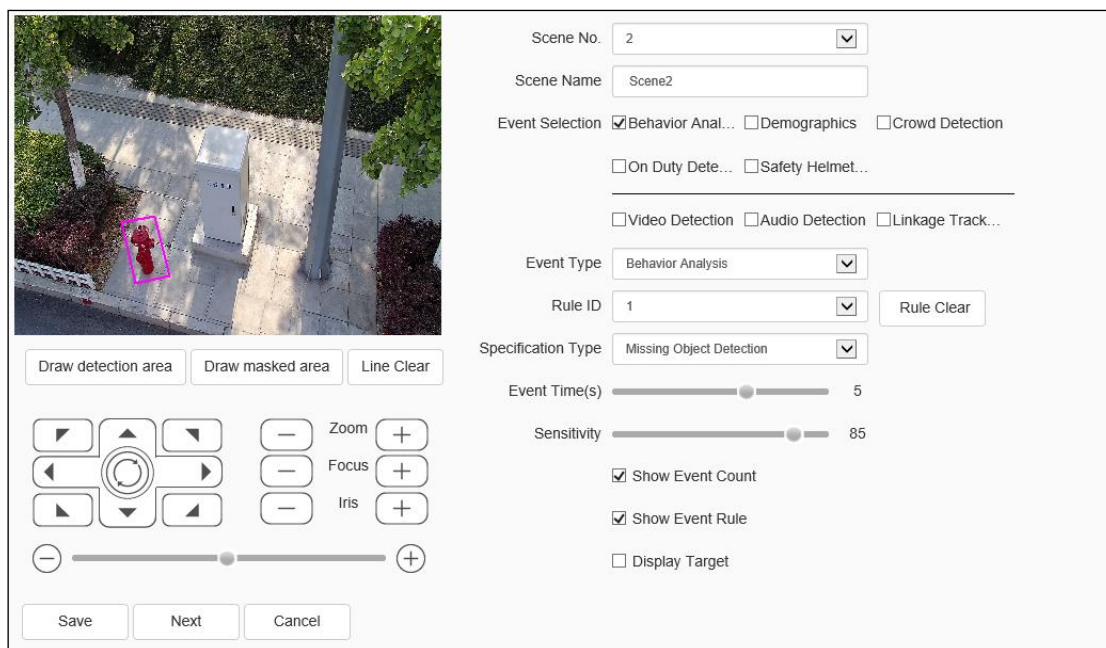 Scene No. 2
Scene Name Scene2
Event Selection Behavior Anal... Demographics Crowd Detection
On Duty Dete... Safety Helmet...
Video Detection Audio Detection Linkage Track...
Event Type Behavior Analysis
Rule ID 1 Rule Clear
Specification Type Missing Object Detection
Event Time(s) 5
Sensitivity 85
Show Event Count
Show Event Rule
Display Target
Draw detection area Draw masked area Line Clear
Zoom
Focus
Iris
Save Next Cancel